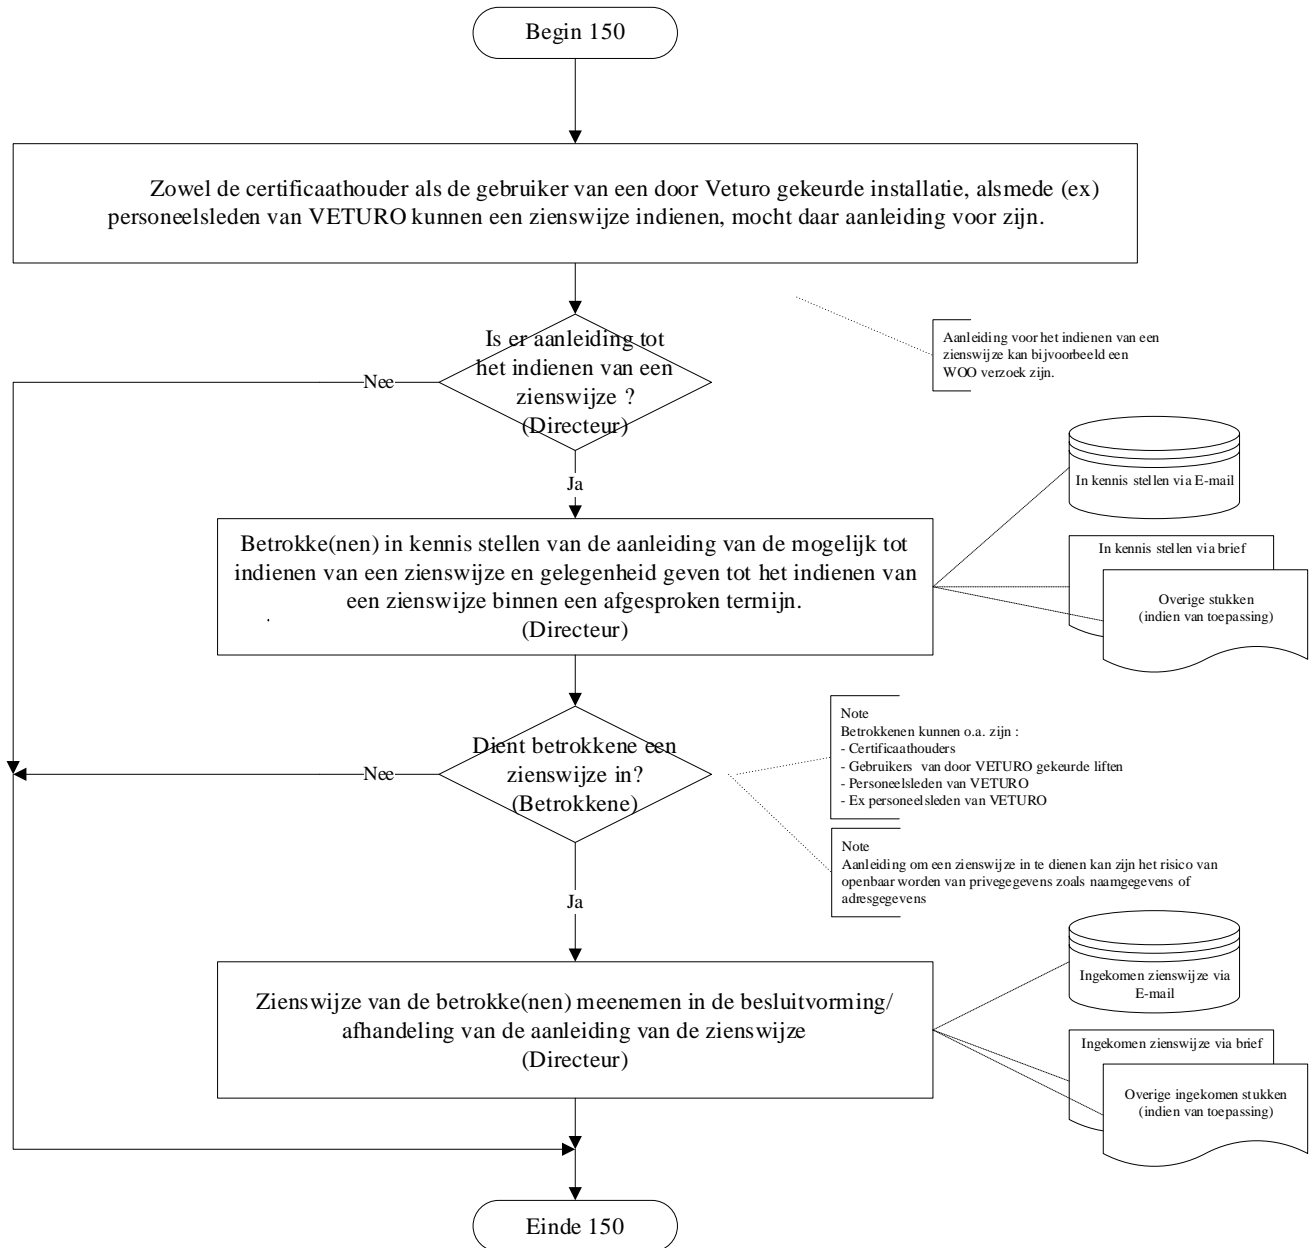 Begin 150
Zowel de certificaathouder als de gebruiker van een door Veturo gekeurde installatie, alsmede (ex)
personeelsleden van VETURO kunnen een zienswijze indienen, mocht daar aanleiding voor zijn.
Is er aanleiding tot
het indienen van een
zienswijze ?
(Directeur)
Aanleiding voor het indienen van een
zienswijze kan bijvoorbeeld een
WOO verzoek zijn.
Nee
Ja
In kennis stellen via E-mail
Betrokke(nen) in kennis stellen van de aanleiding van de mogelijk tot
indienen van een zienswijze en gelegenheid geven tot het indienen van
een zienswijze binnen een afgesproken termijn.
(Directeur)
In kennis stellen via brief
Overige stukken
(indien van toepassing)
Dient betrokkene een
zienswijze in?
(Betrokkene)
Nee
Note
Betrokkenen kunnen o.a. zijn :
- Certificaathouders
- Gebruikers van door VETURO gekeurde liften
- Personeelsleden van VETURO
- Ex personeelsleden van VETURO
Note
Aanleiding om een zienswijze in te dienen kan zijn het risico van
openbaar worden van privegegevens zoals naamgegevens of
adresgegevens
Ja
Ingekomen zienswijze via
E-mail
Zienswijze van de betrokke(nen) meenemen in de besluitvorming/
afhandeling van de aanleiding van de zienswijze
(Directeur)
Ingekomen zienswijze via brief
Overige ingekomen stukken
(indien van toepassing)
Einde 150